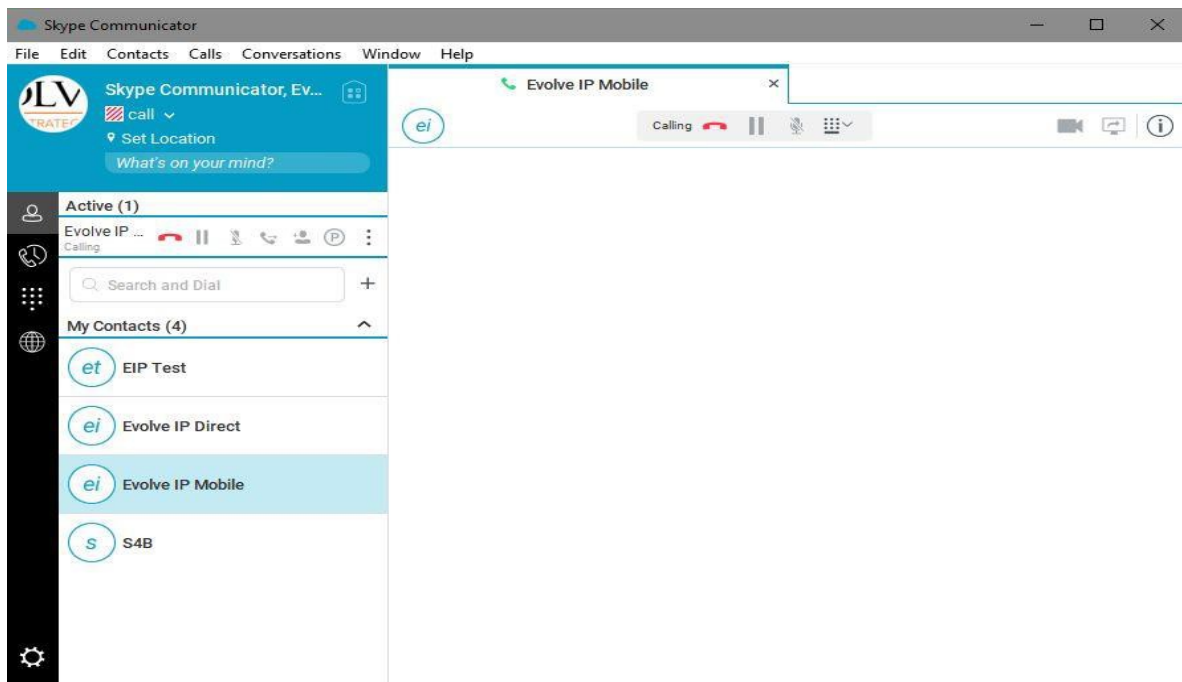 Skype Communicator
File Edit Contacts Calls Conversations Window Help
Skype Communicator, Ev...
call
Set Location
What's on your mind?
Evolve IP Mobile
ei
Calling
Active (1)
Evolve IP ...
Calling
P
Search and Dial
My Contacts (4)
et EIP Test
ei Evolve IP Direct
ei Evolve IP Mobile
s S4B